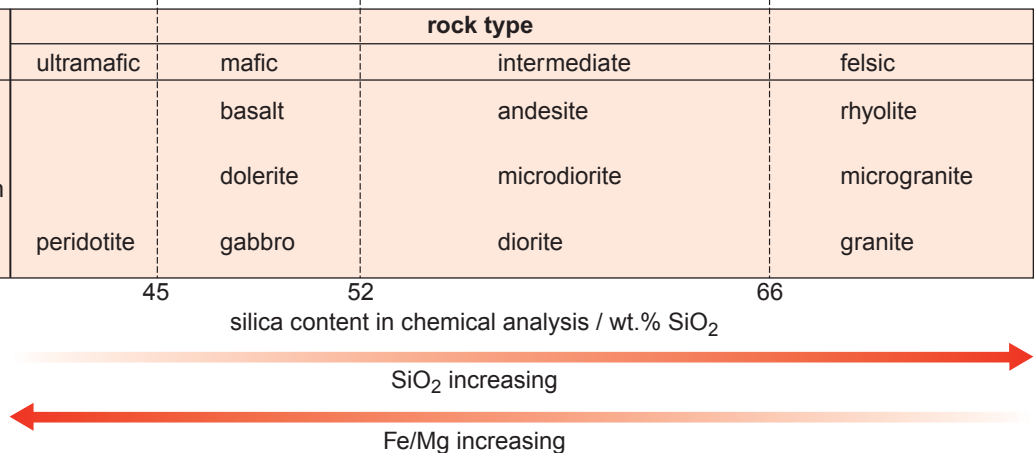 rock type
ultramafic mafic intermediate felsic
basalt andesite rhyolite
dolerite microdiorite microgranite
peridotite gabbro diorite granite
45 52 66
silica content in chemical analysis / wt.% SiO₂
SiO₂ increasing
Fe/Mg increasing